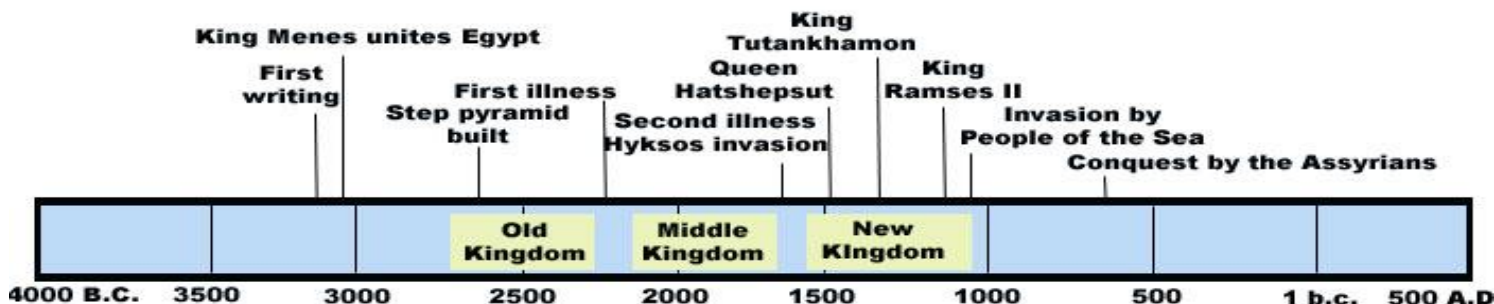 King Menes unites Egypt
First
writing
First illness
Step pyramid
built
King
Tutankhamon
Queen
Hatshepsut
Second illness
Hyksos invasion
King
Ramses II
Invasion by
People of the Sea
Conquest by the Assyrians
Old
Kingdom
Middle
Kingdom
New
KIngdom
4000 B.C. 3500 3000 2500 2000 1500 1000 500 1 b.c. 500 A.D